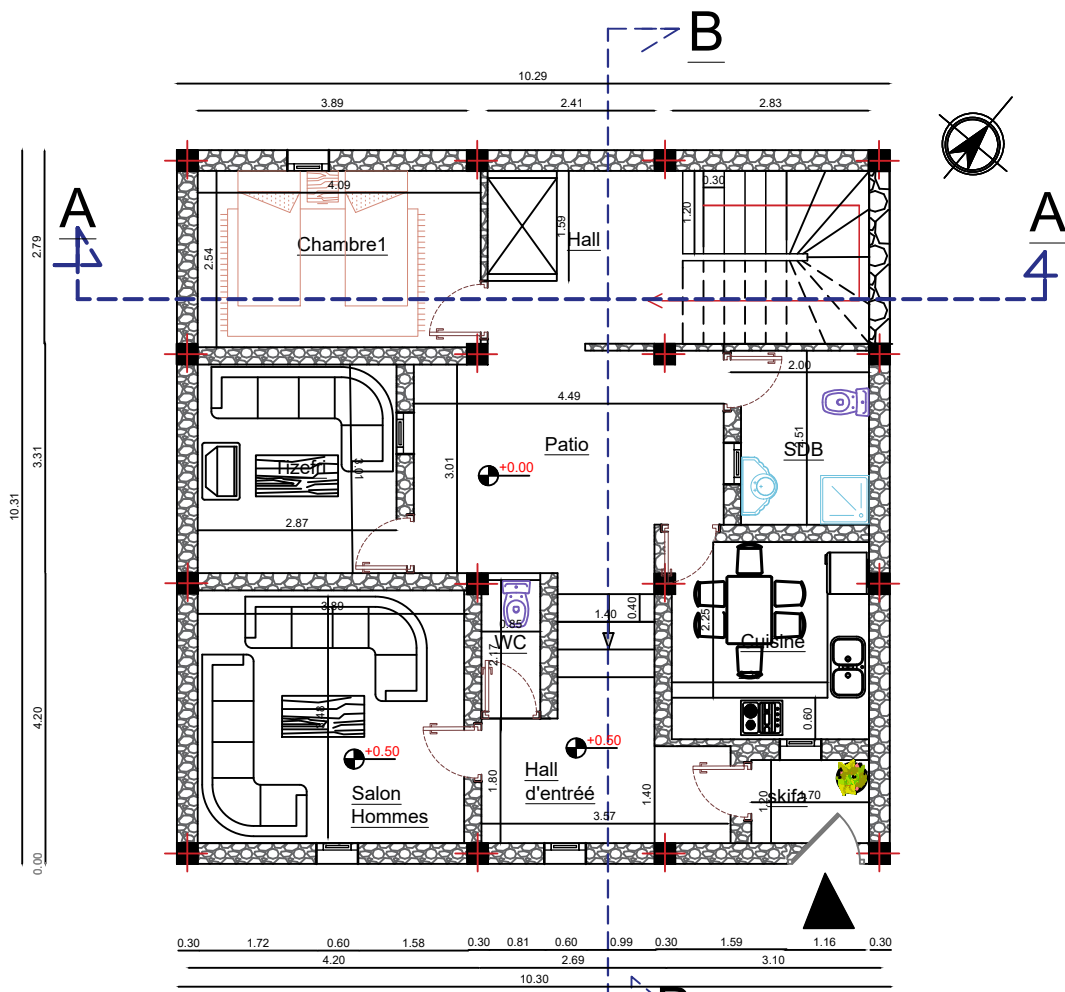 B
10.29
3.89
2.41
2.83
A
A
4.09
0.30
1.20
1.59
Hall
Chambre1
2.54
2.79
2.00
4.49
Patio
4.51
SDB
+0.00
Tizefri
3.01
3.01
3.31
2.87
10.31
3.89
0.85
WC
2.17
1.40
0.40
2.25
Cuisine
4.20
0.60
+0.50
+0.50
Salon
Hommes
Hall
d'entréé
1.80
1.40
3.57
1.20
skifa
1.70
0.00
0.30 1.72 0.60 1.58 0.30 0.81 0.60 0.99 0.30 1.59 1.16 0.30
4.20 2.69 3.10
10.30